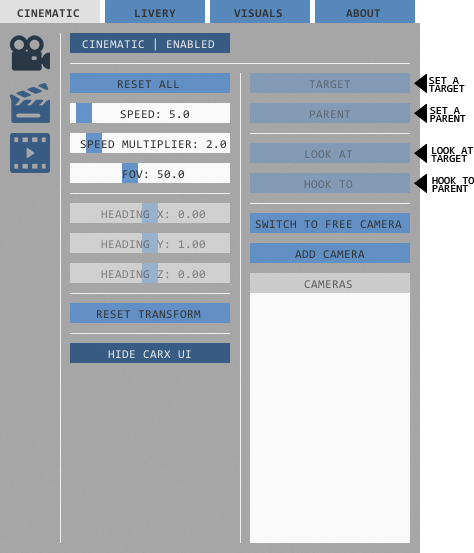 CINEMATIC LIVERY VISUALS ABOUT
CINEMATIC | ENABLED
RESET ALL
SPEED: 5.0
SPEED MULTIPLIER: 2.0
FOV: 50.0
HEADING X: 0.00
HEADING Y: 1.00
HEADING Z: 0.00
RESET TRANSFORM
HIDE CARX UI
TARGET
PARENT
LOOK AT
HOOK TO
SWITCH TO FREE CAMERA
ADD CAMERA
CAMERAS
SET A
TARGET
SET A
PARENT
LOOK AT
TARGET
HOOK TO
PARENT